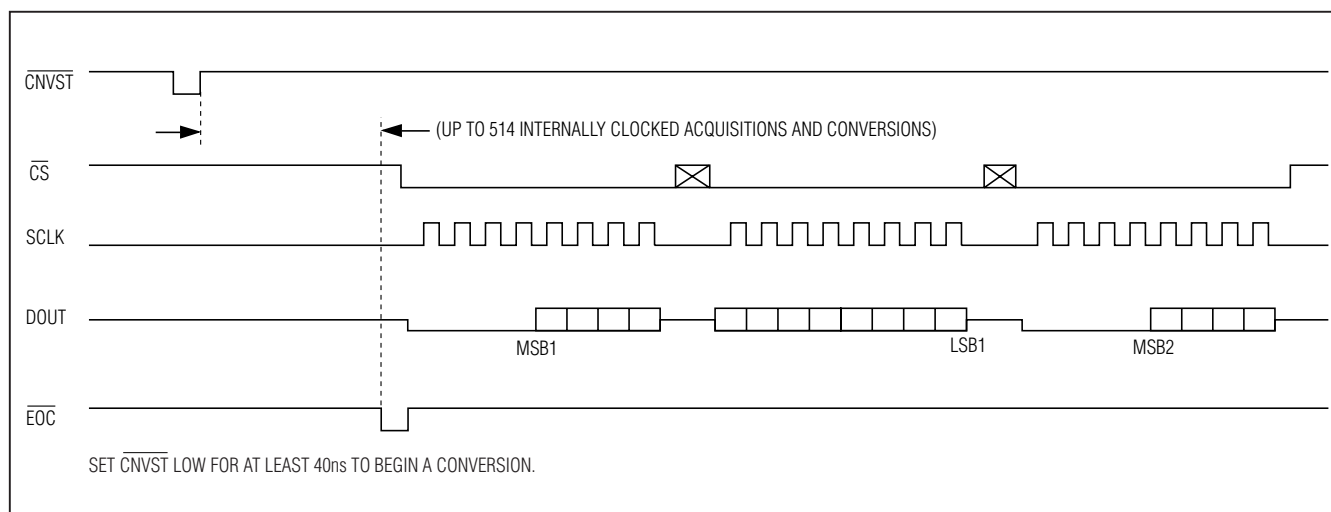 CNVST
(UP TO 514 INTERNALLY CLOCKED ACQUISITIONS AND CONVERSIONS)
CS
SCLK
DOUT
MSB1
LSB1
MSB2
EOC
SET CNVST LOW FOR AT LEAST 40ns TO BEGIN A CONVERSION.